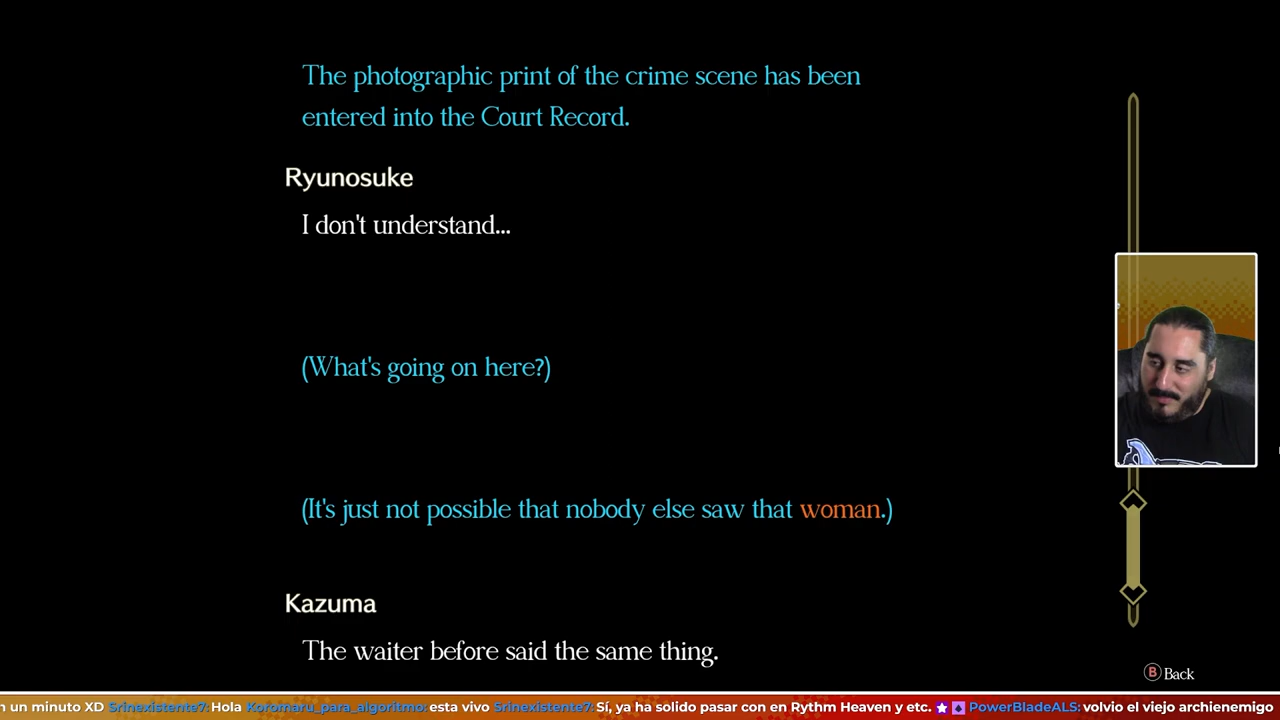 The photographic print of the crime scene has been
entered into the Court Record.
Ryunosuke
I don't understand...
(What's going on here?)
(It's just not possible that nobody else saw that woman.)
Kazuma
The waiter before said the same thing.
B Back
n un minuto XD Srinexistente7: Hola Koromaru_para_algoritmo: esta vivo Srinexistente7: Sí, ya ha solido pasar con en Rythm Heaven y etc. PowerBladeALS: volvio el viejo archienemigo